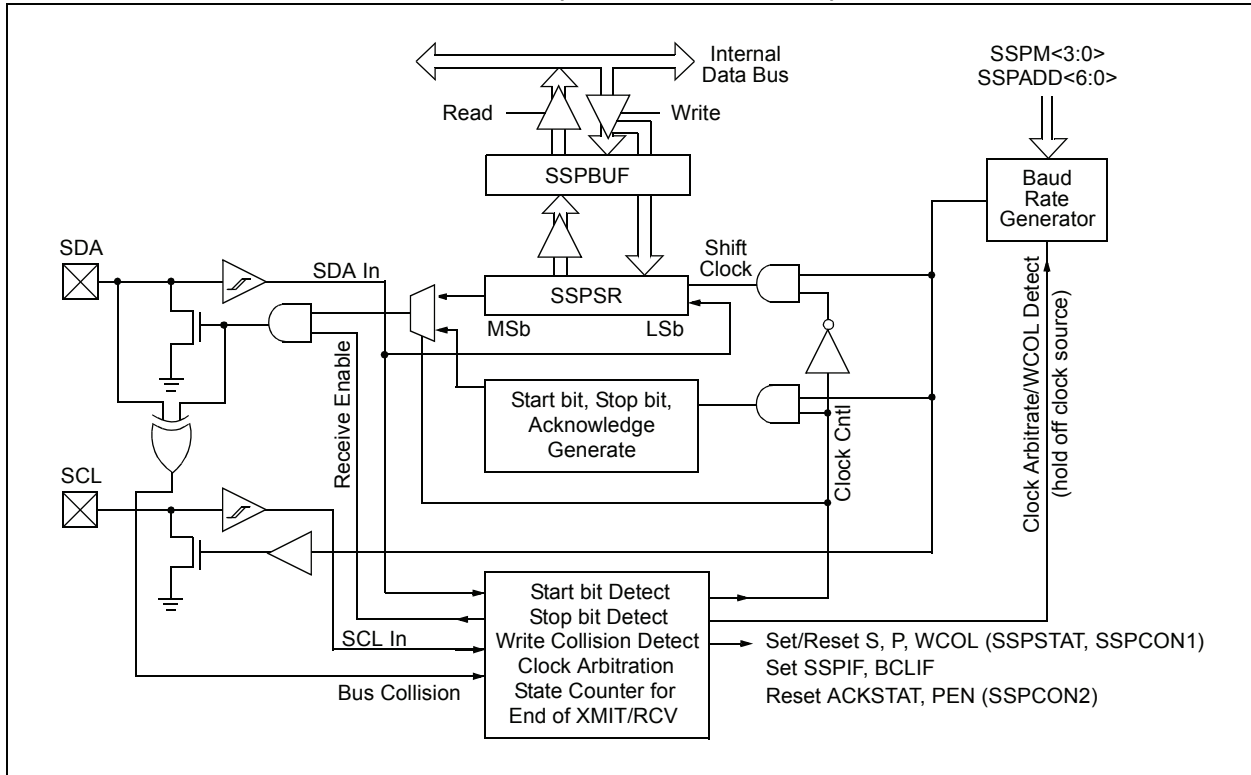 Internal
Data Bus
SSPM<3:0>
SSPADD<6:0>
Read
Write
SSPBUF
Baud
Rate
Generator
SDA
SDA In
Shift
Clock
SSPSR
MSb
LSb
Start bit, Stop bit,
Acknowledge
Generate
Receive Enable
Clock Cntl
Clock Arbitrate/WCOL Detect
(hold off clock source)
SCL
SCL In
Bus Collision
Start bit Detect
Stop bit Detect
Write Collision Detect
Clock Arbitration
State Counter for
End of XMIT/RCV
Set/Reset S, P, WCOL (SSPSTAT, SSPCON1)
Set SSPIF, BCLIF
Reset ACKSTAT, PEN (SSPCON2)